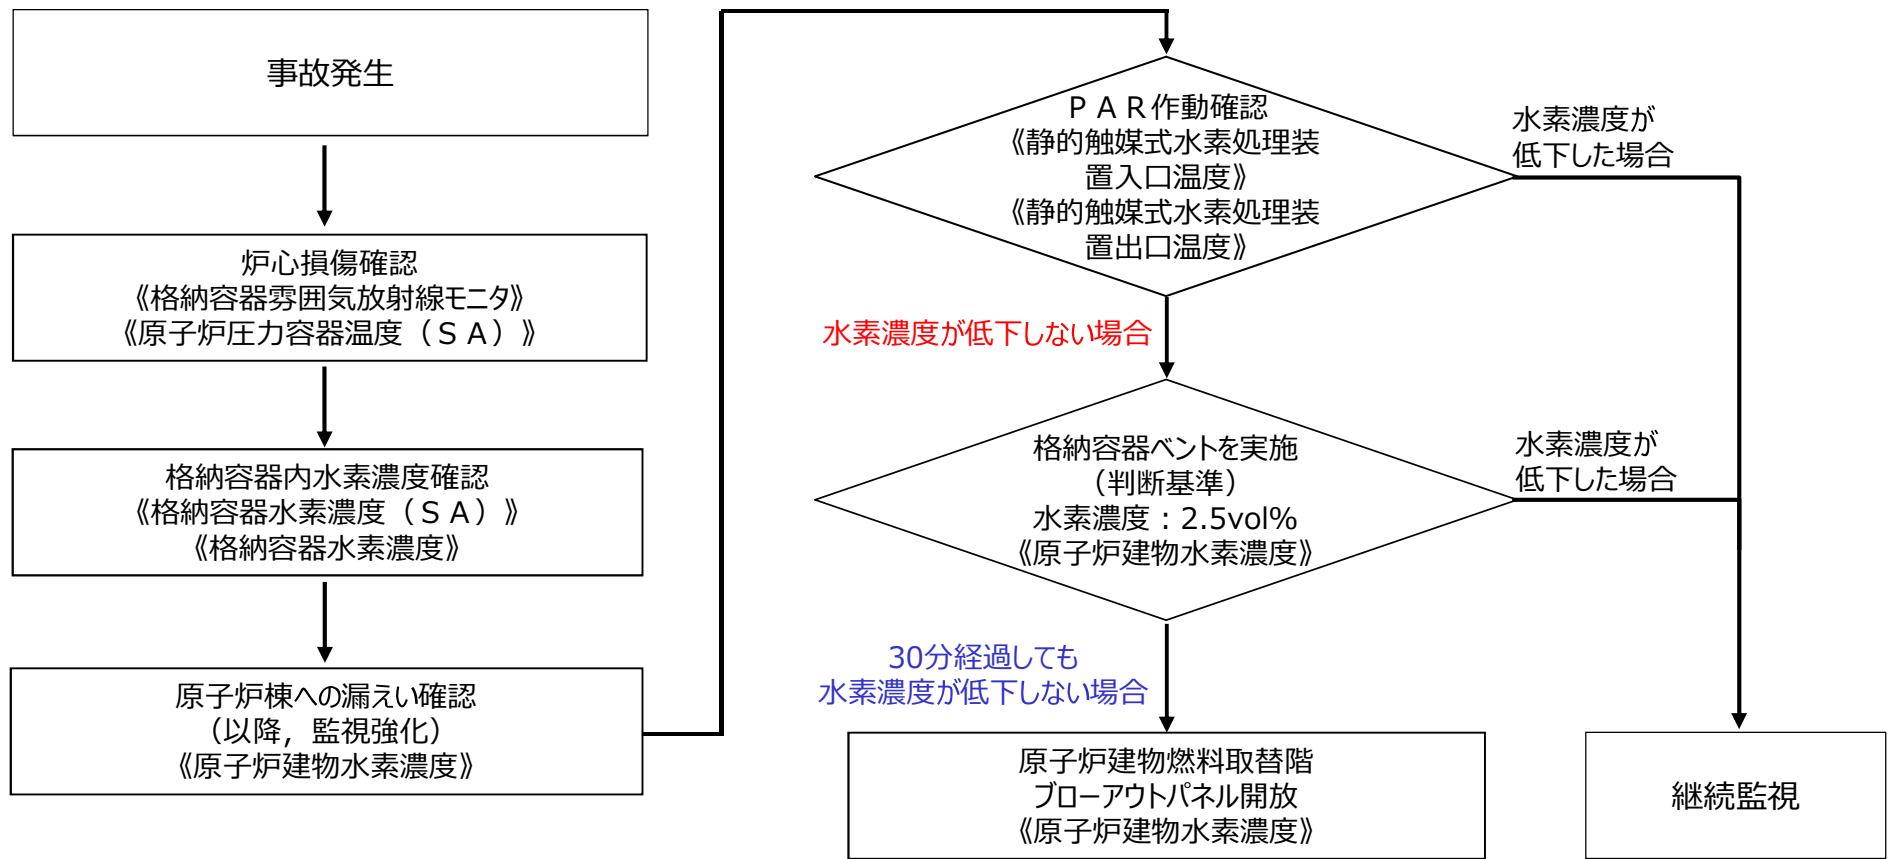 事故発生
炉心損傷確認
《格納容器雰囲気放射線モニタ》
《原子炉圧力容器温度（ＳＡ）》
格納容器内水素濃度確認
《格納容器水素濃度（ＳＡ）》
《格納容器水素濃度》
原子炉棟への漏えい確認
（以降，監視強化）
《原子炉建物水素濃度》
ＰＡＲ作動確認
《静的触媒式水素処理装
置入口温度》
《静的触媒式水素処理装
置出口温度》
水素濃度が
低下した場合
水素濃度が低下しない場合
格納容器ベントを実施
（判断基準）
水素濃度：2.5vol%
《原子炉建物水素濃度》
水素濃度が
低下した場合
30分経過しても
水素濃度が低下しない場合
原子炉建物燃料取替階
ブローアウトパネル開放
《原子炉建物水素濃度》
継続監視